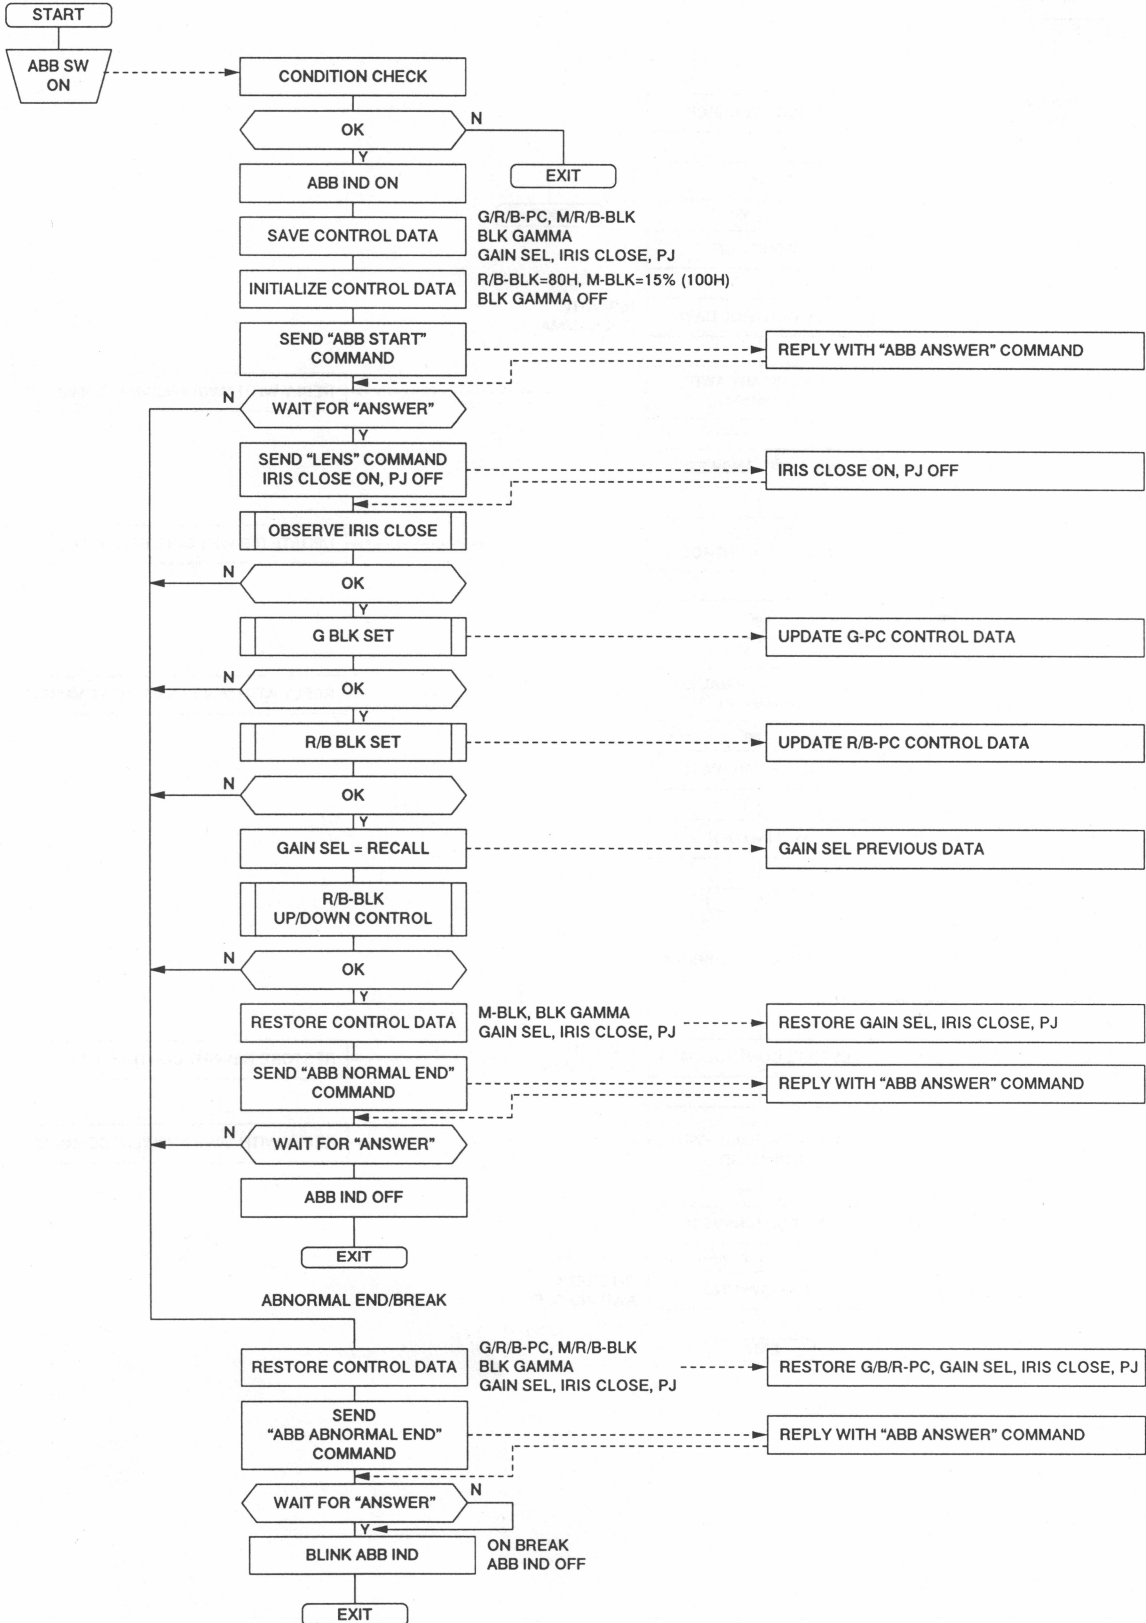 START
ABB SW
ON
CONDITION CHECK
OK
N
Y
EXIT
ABB IND ON
SAVE CONTROL DATA
G/R/B-PC, M/R/B-BLK
BLK GAMMA
GAIN SEL, IRIS CLOSE, PJ
INITIALIZE CONTROL DATA
R/B-BLK=80H, M-BLK=15% (100H)
BLK GAMMA OFF
SEND “ABB START”
COMMAND
REPLY WITH “ABB ANSWER” COMMAND
N
WAIT FOR “ANSWER”
Y
SEND “LENS” COMMAND
IRIS CLOSE ON, PJ OFF
IRIS CLOSE ON, PJ OFF
OBSERVE IRIS CLOSE
N
OK
Y
G BLK SET
UPDATE G-PC CONTROL DATA
N
OK
Y
R/B BLK SET
UPDATE R/B-PC CONTROL DATA
N
OK
Y
GAIN SEL = RECALL
GAIN SEL PREVIOUS DATA
R/B-BLK
UP/DOWN CONTROL
N
OK
Y
RESTORE CONTROL DATA
M-BLK, BLK GAMMA
GAIN SEL, IRIS CLOSE, PJ
RESTORE GAIN SEL, IRIS CLOSE, PJ
SEND “ABB NORMAL END”
COMMAND
REPLY WITH “ABB ANSWER” COMMAND
N
WAIT FOR “ANSWER”
ABB IND OFF
EXIT
ABNORMAL END/BREAK
RESTORE CONTROL DATA
G/R/B-PC, M/R/B-BLK
BLK GAMMA
GAIN SEL, IRIS CLOSE, PJ
RESTORE G/B/R-PC, GAIN SEL, IRIS CLOSE, PJ
SEND
“ABB ABNORMAL END”
COMMAND
REPLY WITH “ABB ANSWER” COMMAND
WAIT FOR “ANSWER”
N
Y
BLINK ABB IND
ON BREAK
ABB IND OFF
EXIT